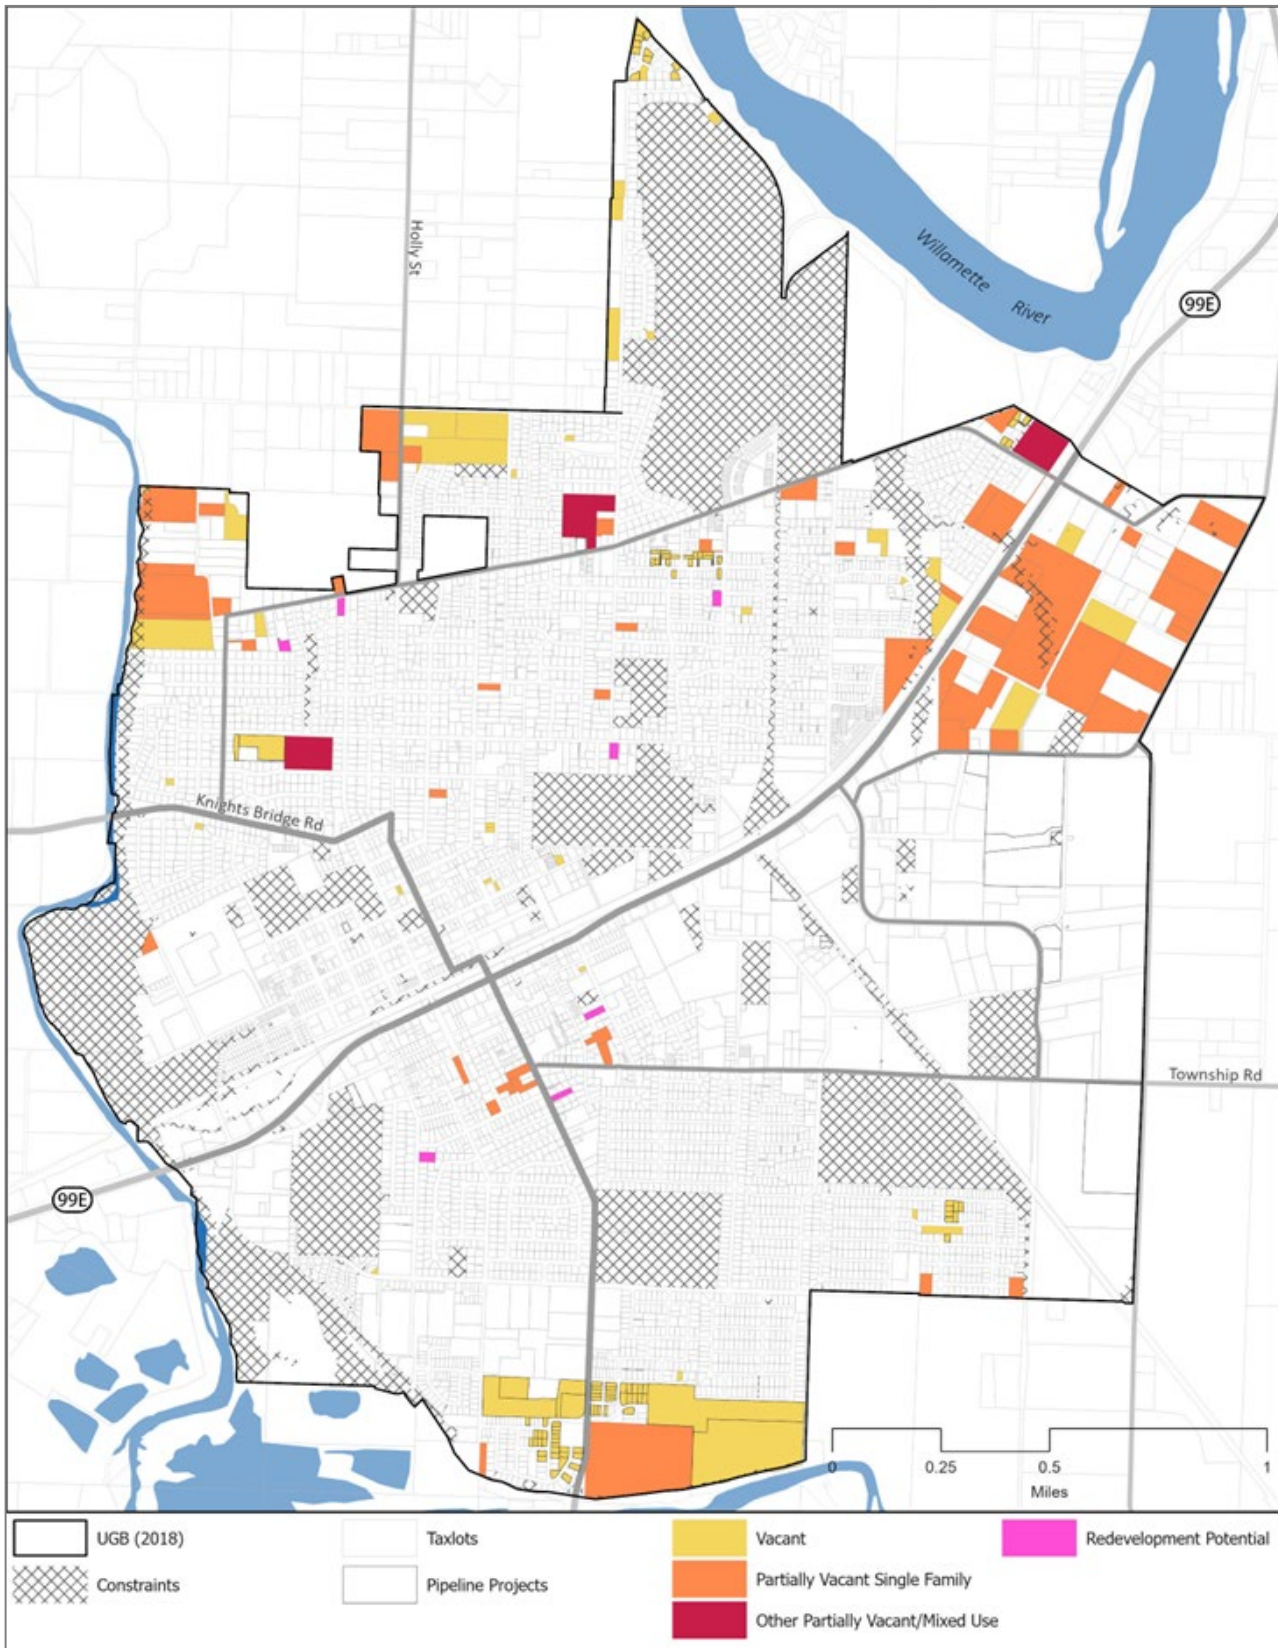 Holly St
Willamette
River
99E
Knights Bridge Rd
Township Rd
99E
0 0.25 0.5 1
Miles
UGB (2018) Taxlots Vacant Redevelopment Potential
Constraints Pipeline Projects Partially Vacant Single Family
Other Partially Vacant/Mixed Use